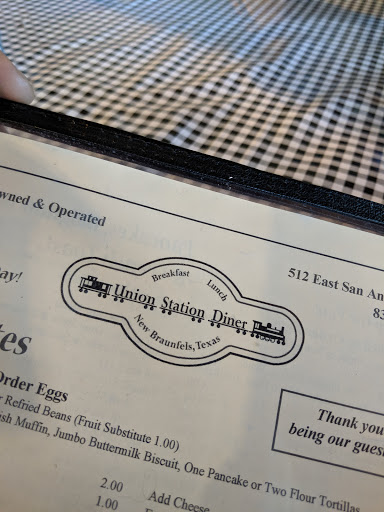 wned & Operated
512 East San An
83
ay!
Breakfast Lunch
Union Station Diner
New Braunfels, Texas
tes
Order Eggs
r Refried Beans (Fruit Substitute 1.00)
ish Muffin, Jumbo Buttermilk Biscuit, One Pancake or Two Flour Tortillas
Thank you
being our gues
2.00 Add Cheese
1.00